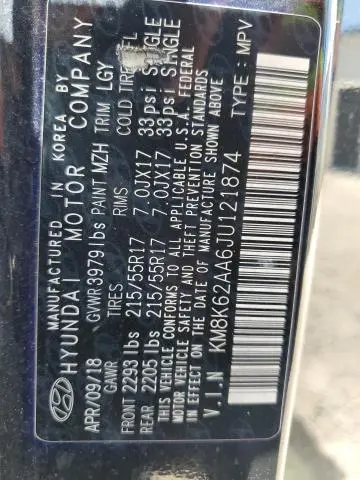 MANUFACTURED IN KOREA BY
HYUNDAI MOTOR COMPANY
APR/09/18 GVWR 3979 lbs PAINT MZH TRIM LGY
GAWR TIRES RIMS COLD TIRE
FRONT 2293 lbs 215/55R17 7.0JX17 33psi SINGLE
REAR 2205 lbs 215/55R17 7.0JX17 33psi SINGLE
THIS VEHICLE CONFORMS TO ALL APPLICABLE U.S.A. FEDERAL
MOTOR VEHICLE SAFETY AND THEFT PREVENTION STANDARDS
IN EFFECT ON THE DATE OF MANUFACTURE SHOWN ABOVE
V.I.N KM8K62AA6JU121874 TYPE : MPV